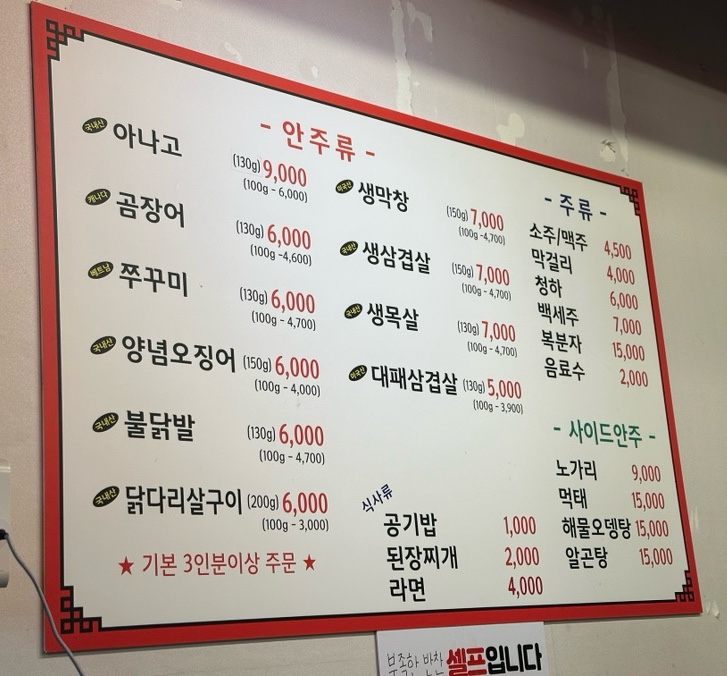 - 안주류 -
국내산 아나고 (130g) 9,000
(100g - 6,000)
캐나다 곰장어 (130g) 6,000
(100g -4,600)
베트남 쭈꾸미 (130g) 6,000
(100g - 4,700)
국내산 양념오징어 (150g) 6,000
(100g - 4,000)
국내산 불닭발 (130g) 6,000
(100g - 4,700)
국내산 닭다리살구이 (200g) 6,000
(100g - 3,000)
★ 기본 3인분이상 주문 ★
미국산 생막창 (150g) 7,000
(100g -4,700)
국내산 생삼겹살 (150g) 7,000
(100g - 4,700)
국내산 생목살 (130g) 7,000
(100g - 4,700)
미국산 대패삼겹살 (130g) 5,000
(100g - 3,900)
식사류
공기밥 1,000
된장찌개 2,000
라면 4,000
- 주류 -
소주/맥주 4,500
막걸리 4,000
청하 6,000
백세주 7,000
복분자 15,000
음료수 2,000
- 사이드안주 -
노가리 9,000
먹태 15,000
해물오뎅탕 15,000
알곤탕 15,000
부족한 반찬 셀프입니다